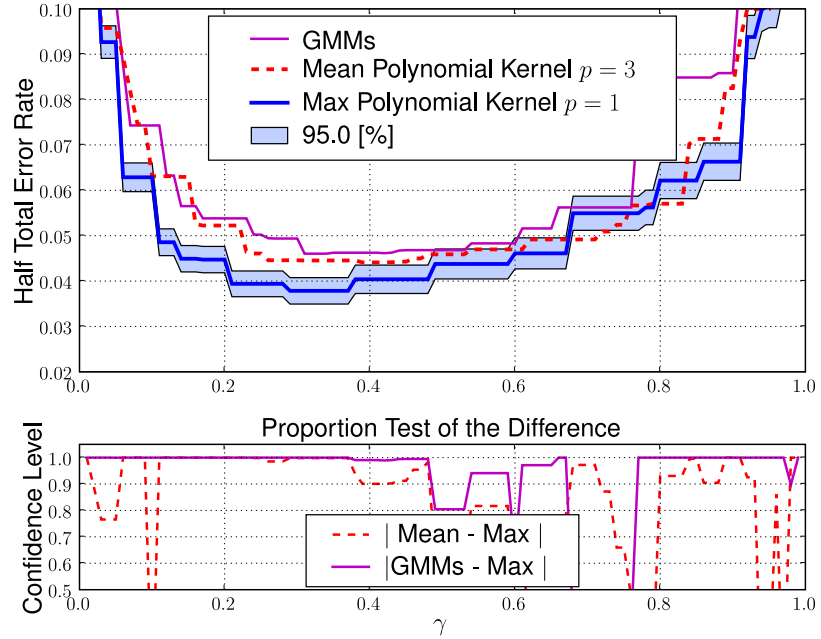 0.10
0.09
0.08
0.07
0.06
0.05
0.04
0.03
0.02
Half Total Error Rate
GMMs
Mean Polynomial Kernel p = 3
Max Polynomial Kernel p = 1
95.0 [%]
0.0 0.2 0.4 0.6 0.8 1.0
Proportion Test of the Difference
1.0
0.9
0.8
0.7
0.6
0.5
Confidence Level
| Mean - Max |
|GMMs - Max |
0.0 0.2 0.4 0.6 0.8 1.0
γ